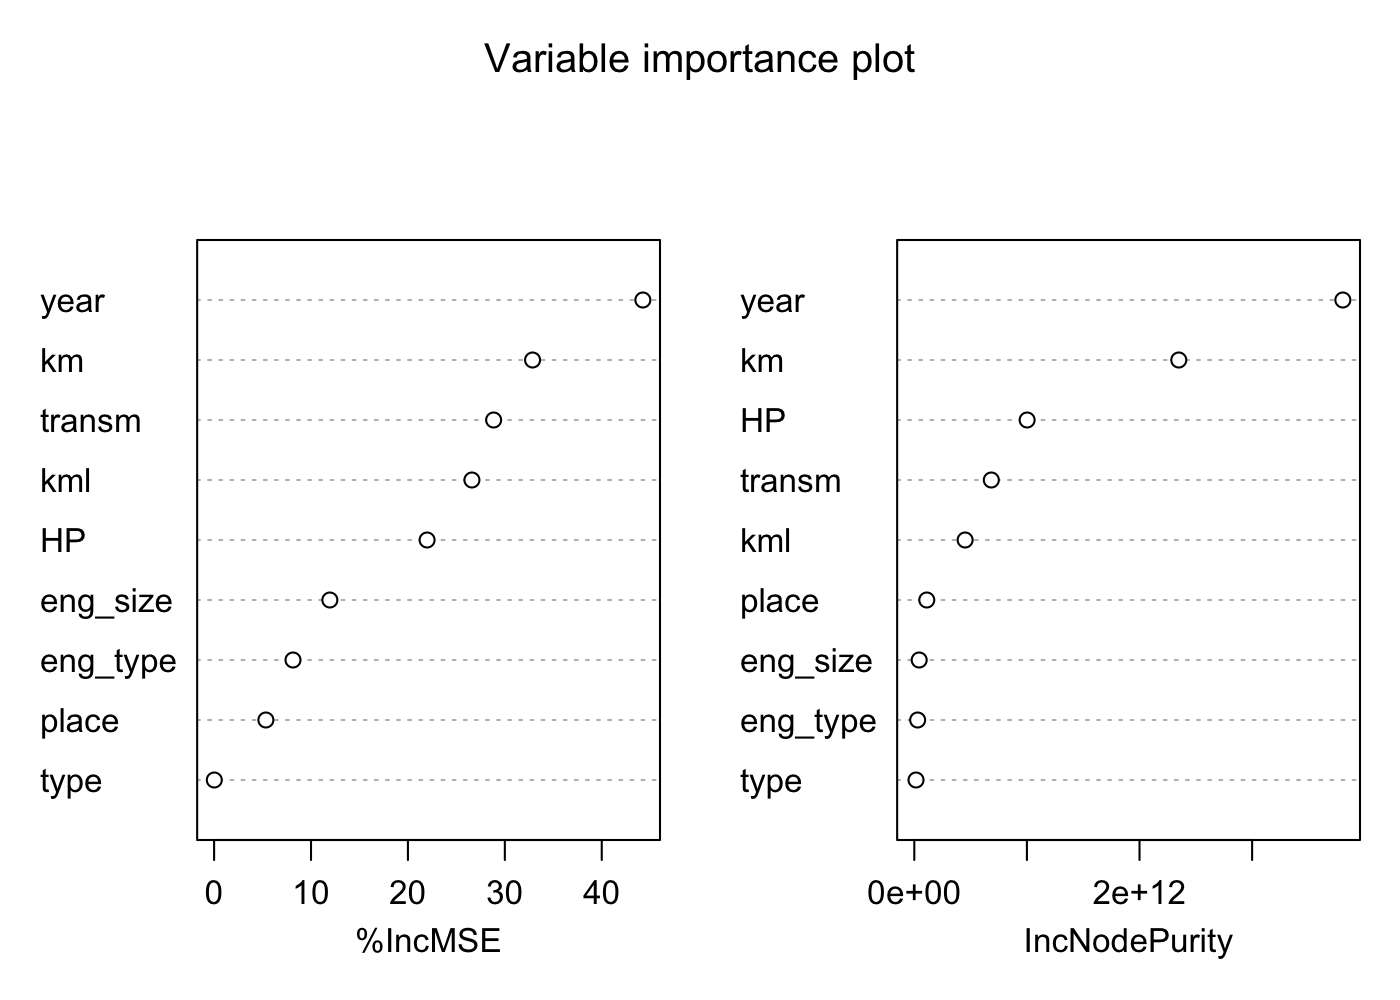 Variable importance plot
year
km
transm
kml
HP
eng_size
eng_type
place
type
0 10 20 30 40
%IncMSE
year
km
HP
transm
kml
place
eng_size
eng_type
type
0e+00 2e+12
IncNodePurity